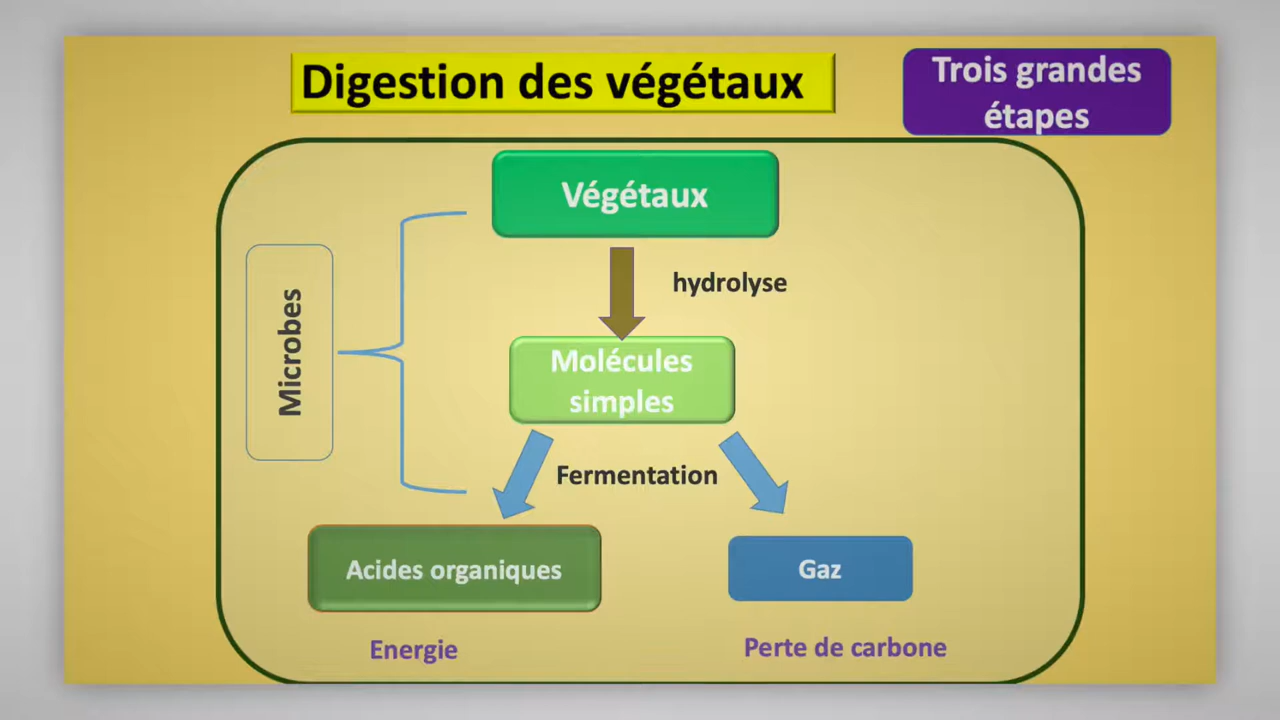 Digestion des végétaux
Trois grandes
étapes
Végétaux
hydrolyse
Microbes
Molécules
simples
Fermentation
Acides organiques
Gaz
Energie
Perte de carbone